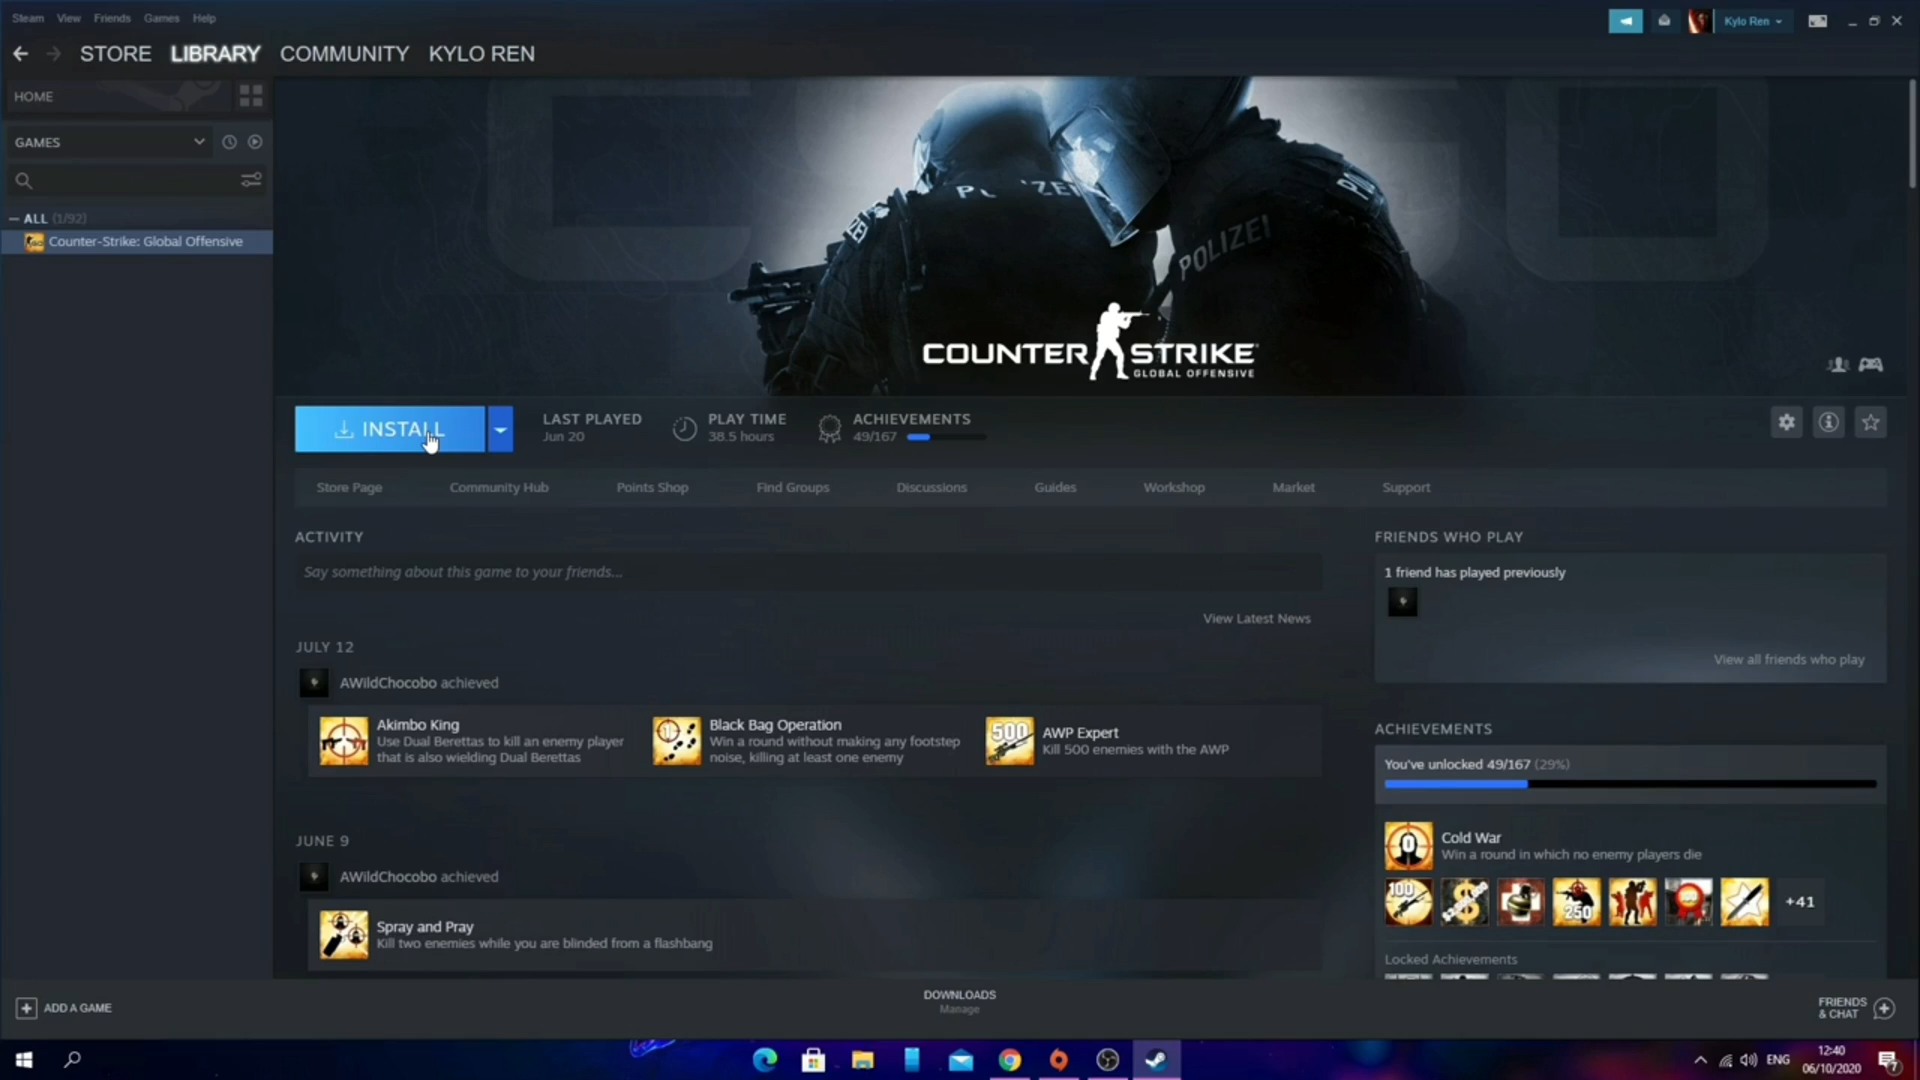 Steam View Friends Games Help
Kylo Ren
STORE LIBRARY COMMUNITY KYLO REN
HOME
GAMES
ALL (1/92)
Counter-Strike: Global Offensive
POLIZEI
COUNTER STRIKE
GLOBAL OFFENSIVE
INSTALL
LAST PLAYED
Jun 20
PLAY TIME
38.5 hours
ACHIEVEMENTS
49/167
Store Page Community Hub Points Shop Find Groups Discussions Guides Workshop Market Support
ACTIVITY
Say something about this game to your friends...
View Latest News
JULY 12
AWildChocobo achieved
Akimbo King
Use Dual Berettas to kill an enemy player
that is also wielding Dual Berettas
Black Bag Operation
Win a round without making any footstep
noise, killing at least one enemy
500
AWP Expert
Kill 500 enemies with the AWP
JUNE 9
AWildChocobo achieved
Spray and Pray
Kill two enemies while you are blinded from a flashbang
FRIENDS WHO PLAY
1 friend has played previously
View all friends who play
ACHIEVEMENTS
You've unlocked 49/167 (29%)
0
Cold War
Win a round in which no enemy players die
100
250
+41
Locked Achievements
ADD A GAME
DOWNLOADS
Manage
FRIENDS
& CHAT
ENG
12:40
06/10/2020
7